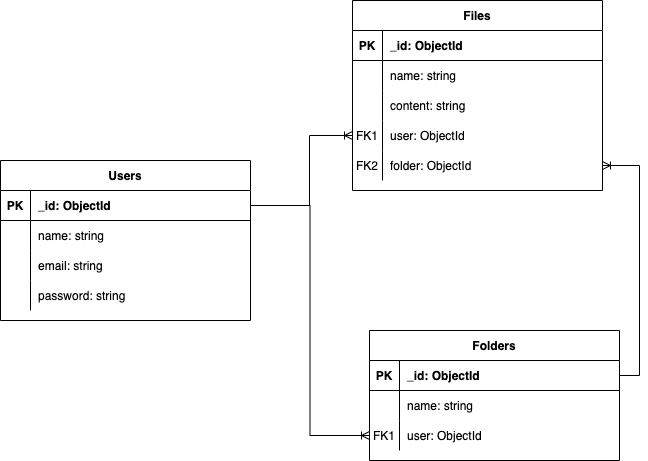 Files
PK _id: ObjectId
name: string
content: string
FK1 user: ObjectId
FK2 folder: ObjectId
Users
PK _id: ObjectId
name: string
email: string
password: string
Folders
PK _id: ObjectId
name: string
FK1 user: ObjectId